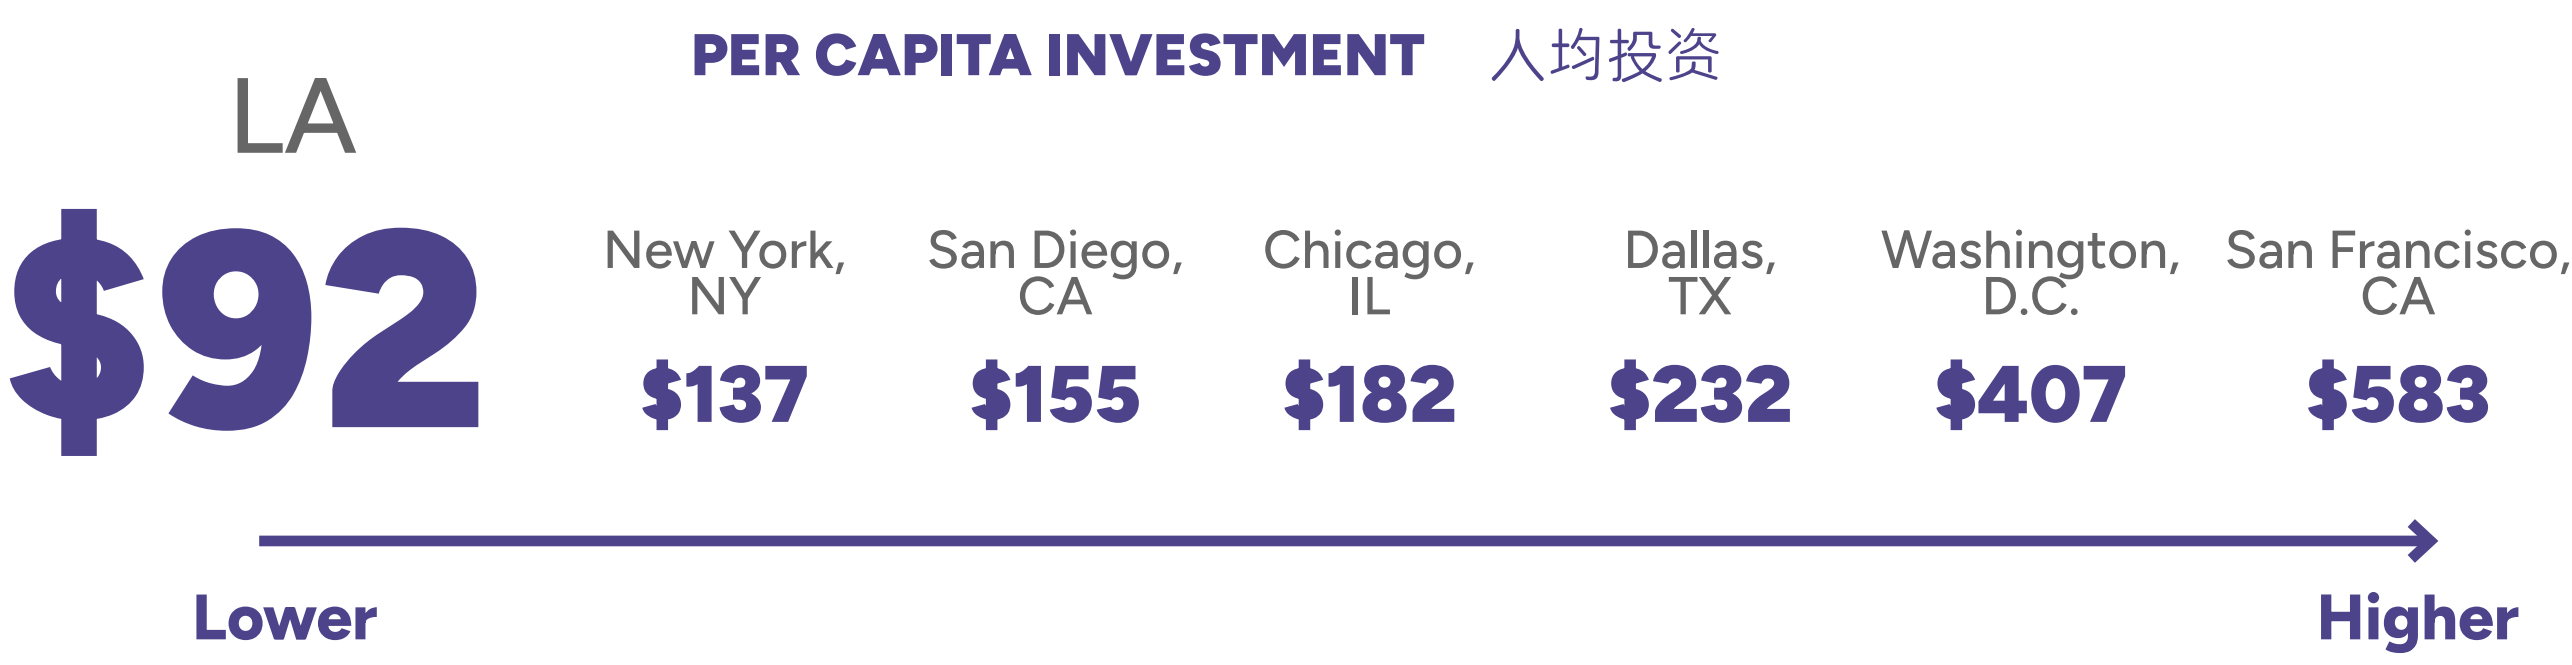 PER CAPITA INVESTMENT 人均投资
LA
$92
New York,
NY
$137
San Diego,
CA
$155
Chicago,
IL
$182
Dallas,
TX
$232
Washington,
D.C.
$407
San Francisco,
CA
$583
Lower
Higher